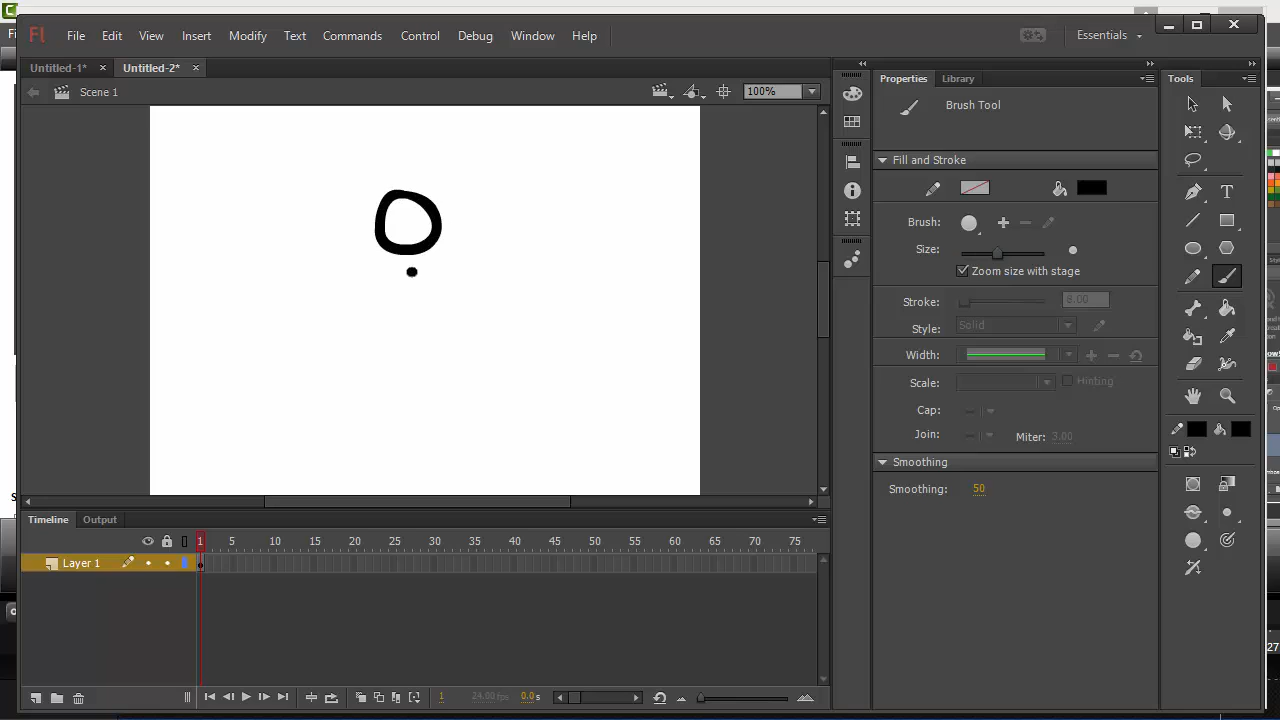 Fl File Edit View Insert Modify Text Commands Control Debug Window Help Essentials
Untitled-1* × Untitled-2* ×
Scene 1 100%
Properties Library
Brush Tool
Fill and Stroke
Brush:
Size:
Zoom size with stage
Stroke: 8.00
Style: Solid
Width:
Scale: Hinting
Cap:
Join: Miter: 3.00
Smoothing
Smoothing: 50
Tools
Timeline Output
1 5 10 15 20 25 30 35 40 45 50 55 60 65 70 75
Layer 1
1 24.00 fps 0.0 s
27